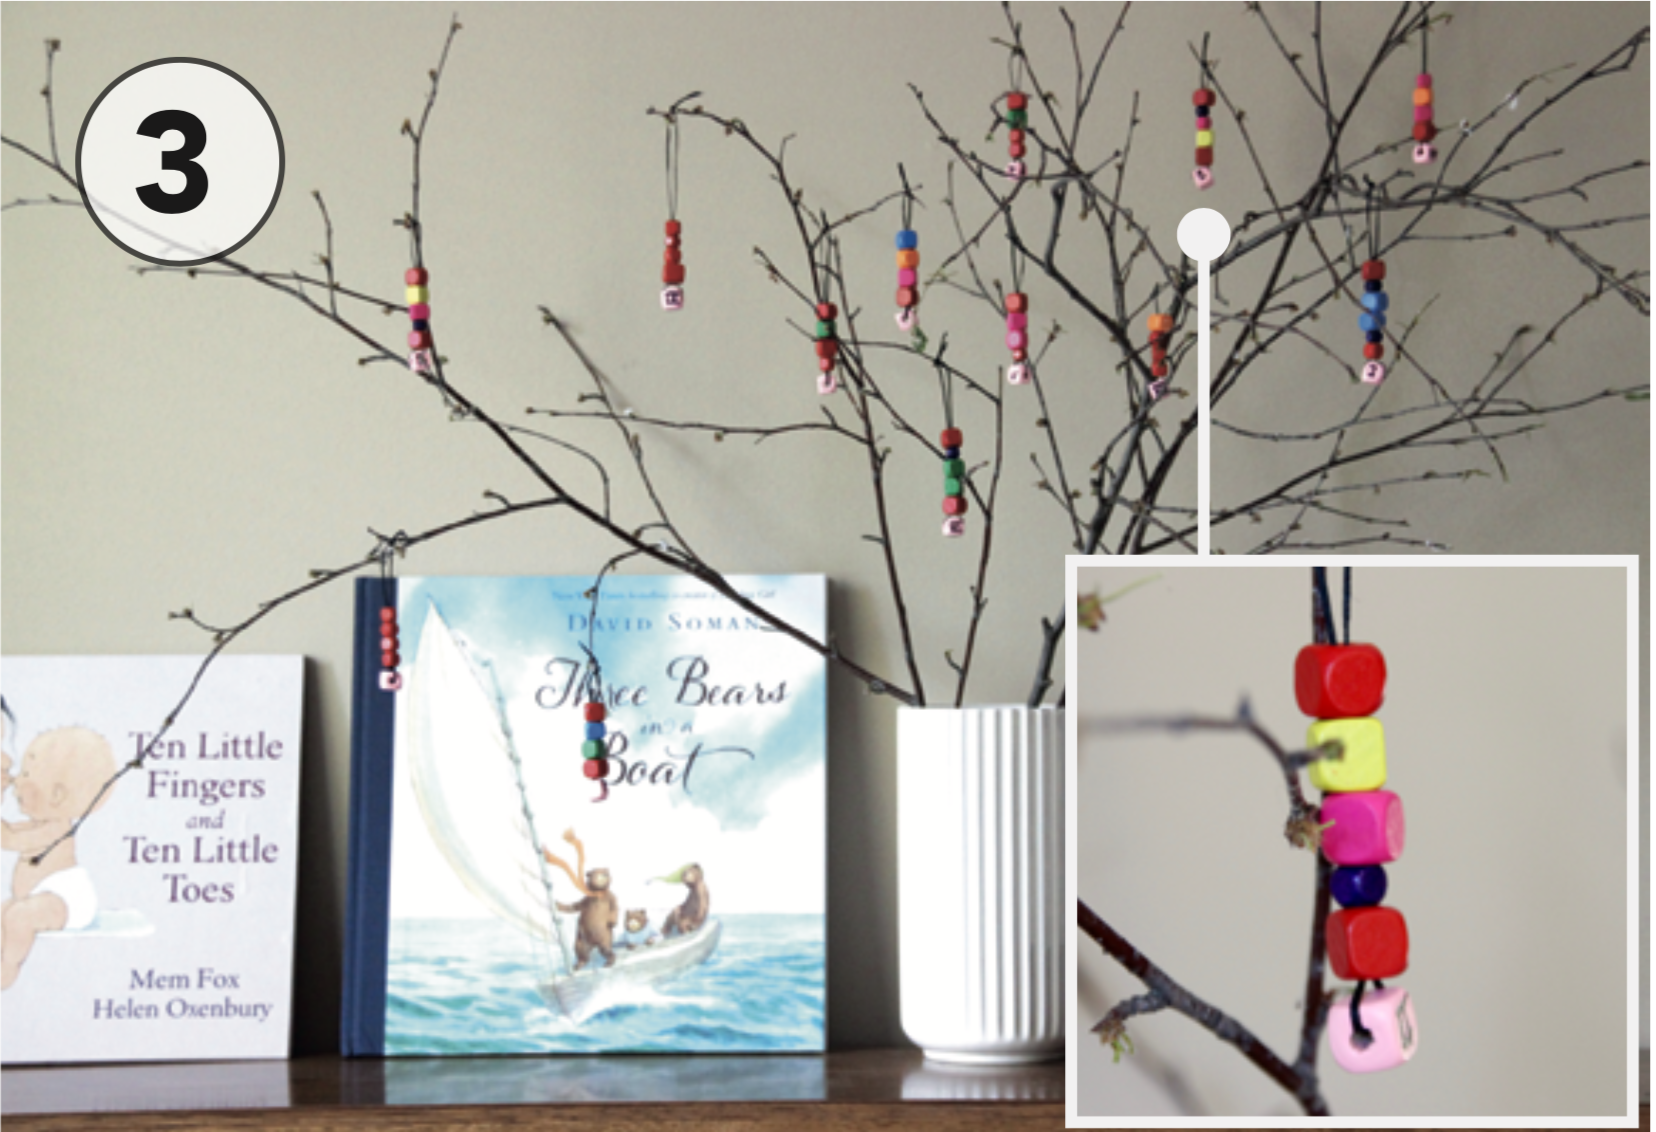 3
DAVID SOMAN
Three Bears
in a
Boat
Ten Little
Fingers
and
Ten Little
Toes
Mem Fox
Helen Oxenbury